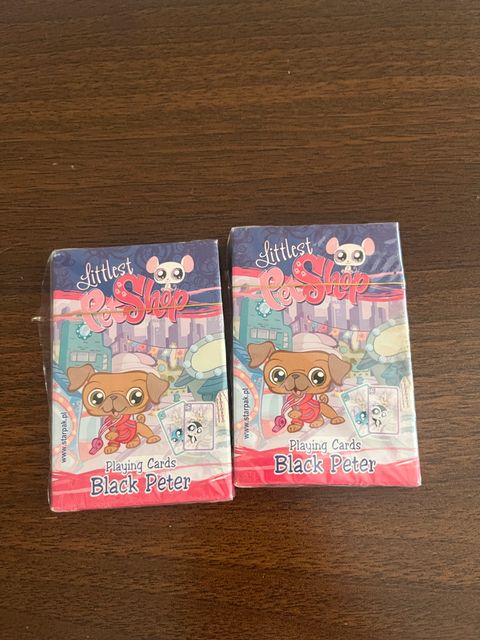 Littlest
PetShop
www.starpak.pl
Playing Cards
Black Peter
Littlest
PetShop
www.starpak.pl
Playing Cards
Black Peter